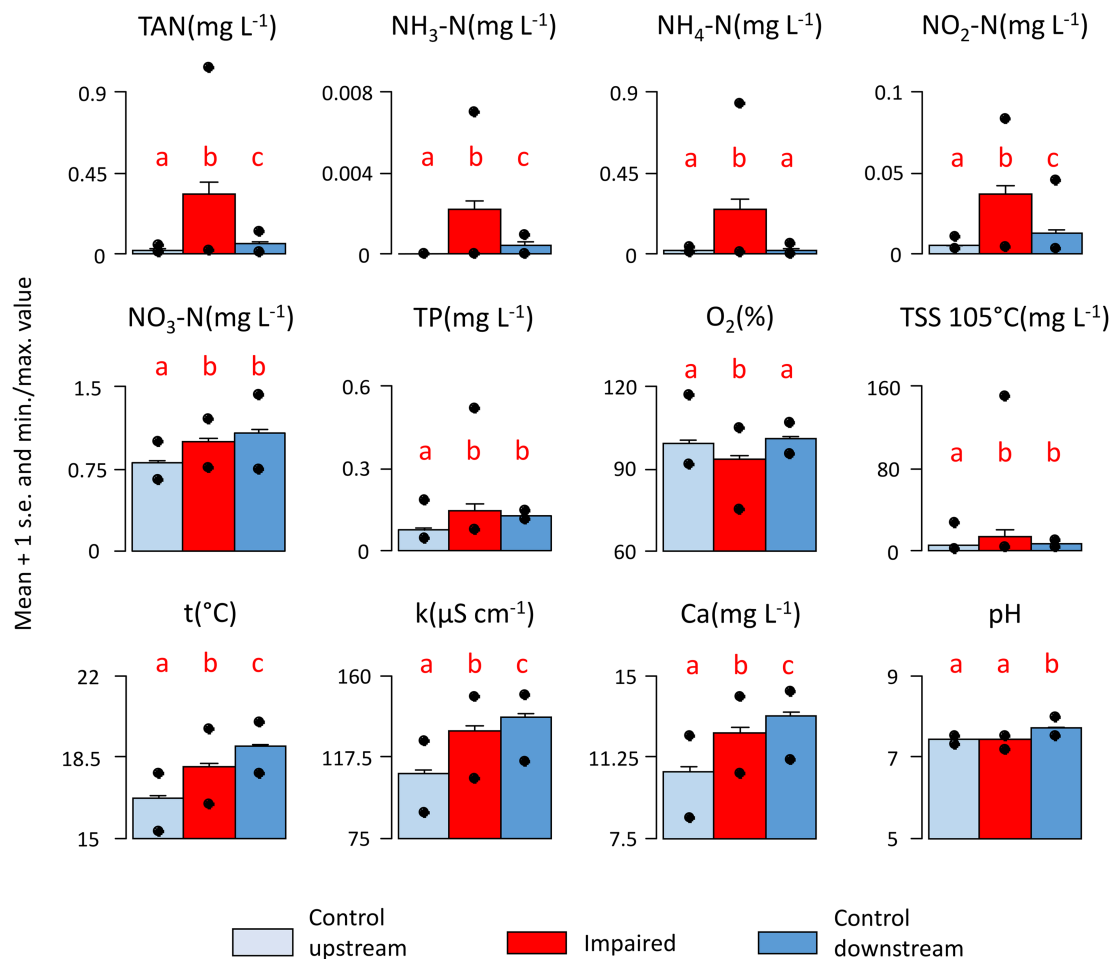 TAN(mg L⁻¹) NH₃-N(mg L⁻¹) NH₄-N(mg L⁻¹) NO₂-N(mg L⁻¹)
0.9 0.008 0.9 0.1
a b c a b c a b a a b c
0.45 0.004 0.45 0.05
0 0 0 0
NO₃-N(mg L⁻¹) TP(mg L⁻¹) O₂(%) TSS 105°C(mg L⁻¹)
a b b a b a
1.5 0.6 120 160
a b b a b b
0.75 0.3 90 80
0 0 60 0
t(°C) k(µS cm⁻¹) Ca(mg L⁻¹) pH
a b c a b c a b c a a b
22 160 15 9
18.5 117.5 11.25 7
15 75 7.5 5
Mean + 1 s.e. and min./max. value
Control
upstream
Impaired
Control
downstream